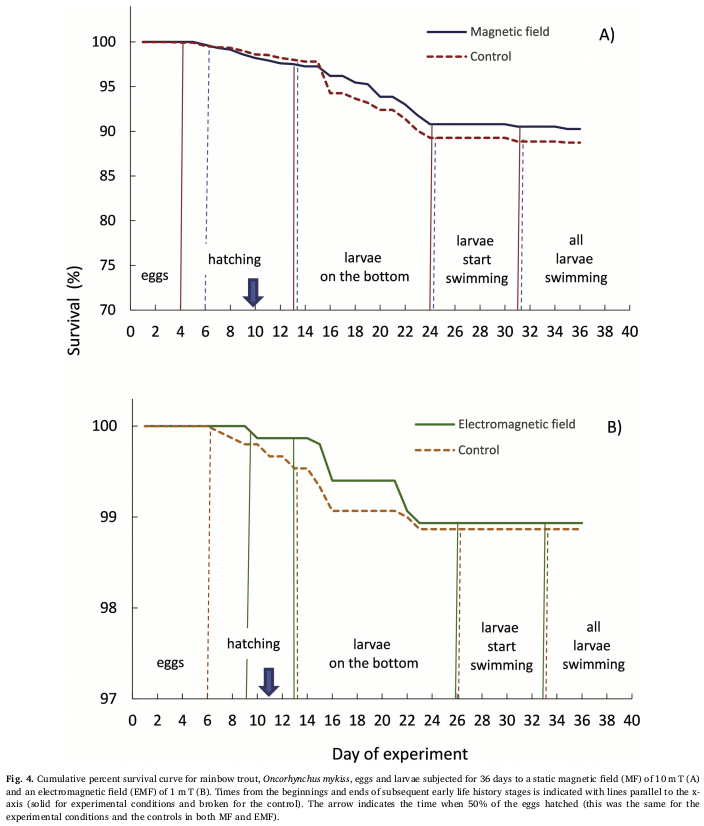 A)
Magnetic field
Control
100
95
90
85
80
75
70
Survival (%)
eggs
hatching
larvae
on the bottom
larvae
start
swimming
all
larvae
swimming
0 2 4 6 8 10 12 14 16 18 20 22 24 26 28 30 32 34 36 38 40
B)
Electromagnetic field
Control
100
99
98
97
eggs
hatching
larvae
on the bottom
larvae
start
swimming
all
larvae
swimming
0 2 4 6 8 10 12 14 16 18 20 22 24 26 28 30 32 34 36 38 40
Day of experiment
Fig. 4. Cumulative percent survival curve for rainbow trout, Oncorhynchus mykiss, eggs and larvae subjected for 36 days to a static magnetic field (MF) of 10 m T (A)
and an electromagnetic field (EMF) of 1 m T (B). Times from the beginnings and ends of subsequent early life history stages is indicated with lines parallel to the x-
axis (solid for experimental conditions and broken for the control). The arrow indicates the time when 50% of the eggs hatched (this was the same for the
experimental conditions and the controls in both MF and EMF).